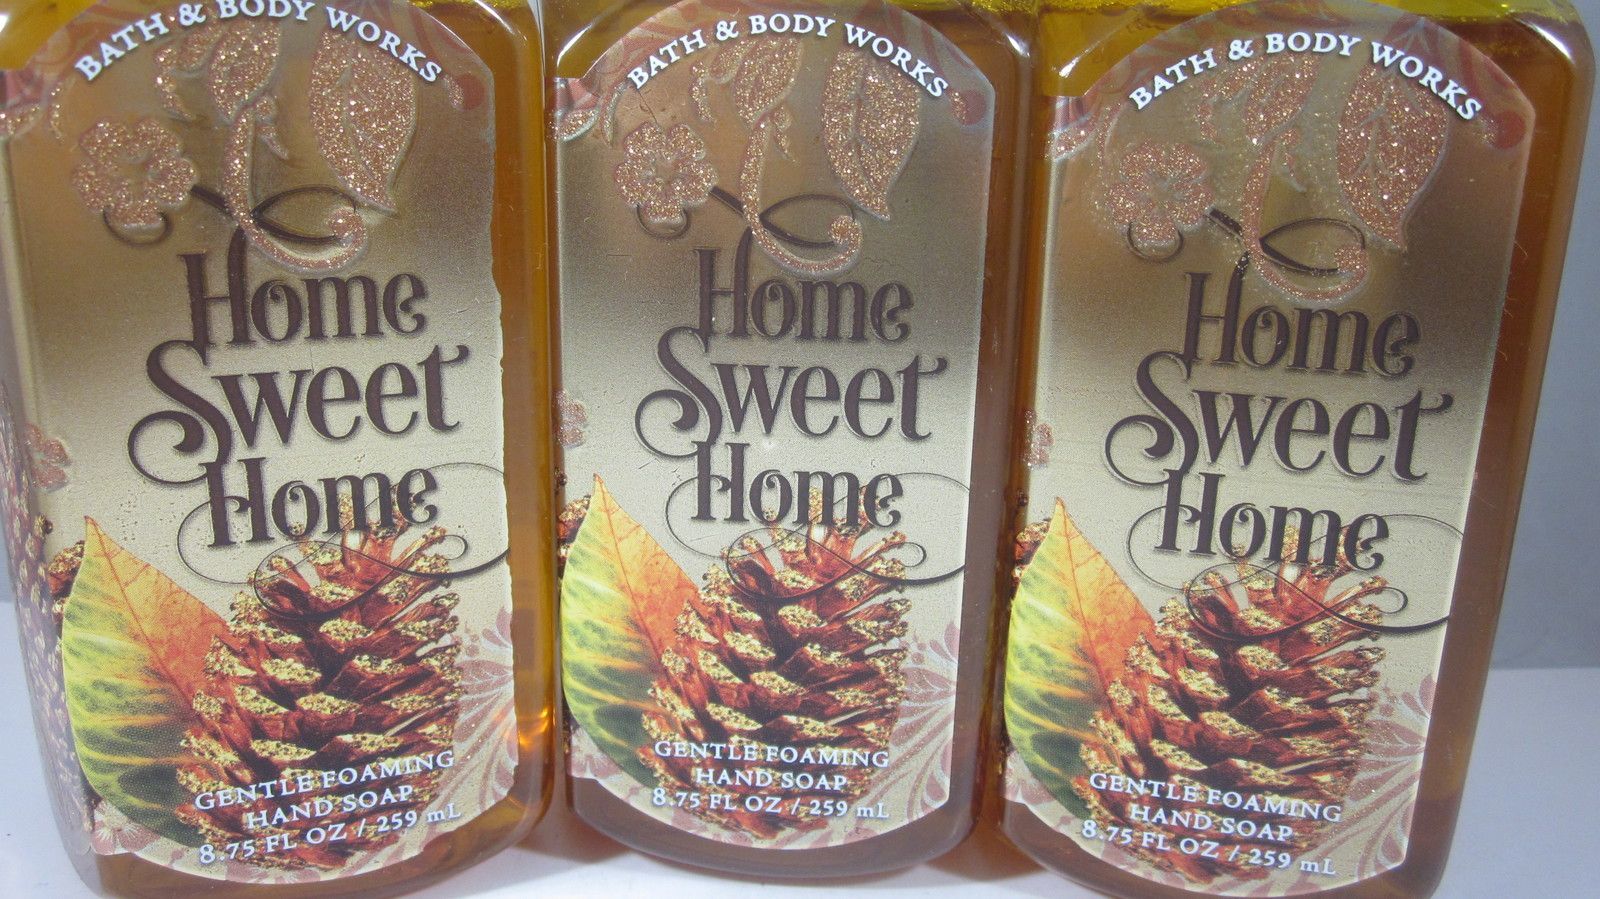 BATH & BODY WORKS
Home
Sweet
Home
GENTLE FOAMING
HAND SOAP
8.75 FL OZ / 259 mL
BATH & BODY WORKS
Home
Sweet
Home
GENTLE FOAMING
HAND SOAP
8.75 FL OZ / 259 mL
BATH & BODY WORKS
Home
Sweet
Home
GENTLE FOAMING
HAND SOAP
8.75 FL OZ / 259 mL